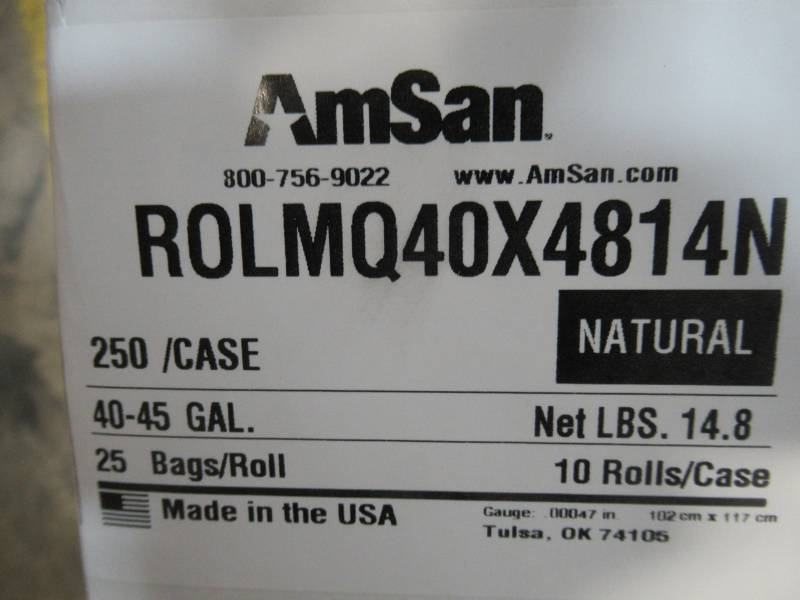 AmSan.
800-756-9022 www.AmSan.com
ROLMQ40X4814N
250 /CASE NATURAL
40-45 GAL. Net LBS. 14.8
25 Bags/Roll 10 Rolls/Case
Made in the USA Gauge: .00047 in. 102 cm x 117 cm
Tulsa, OK 74105